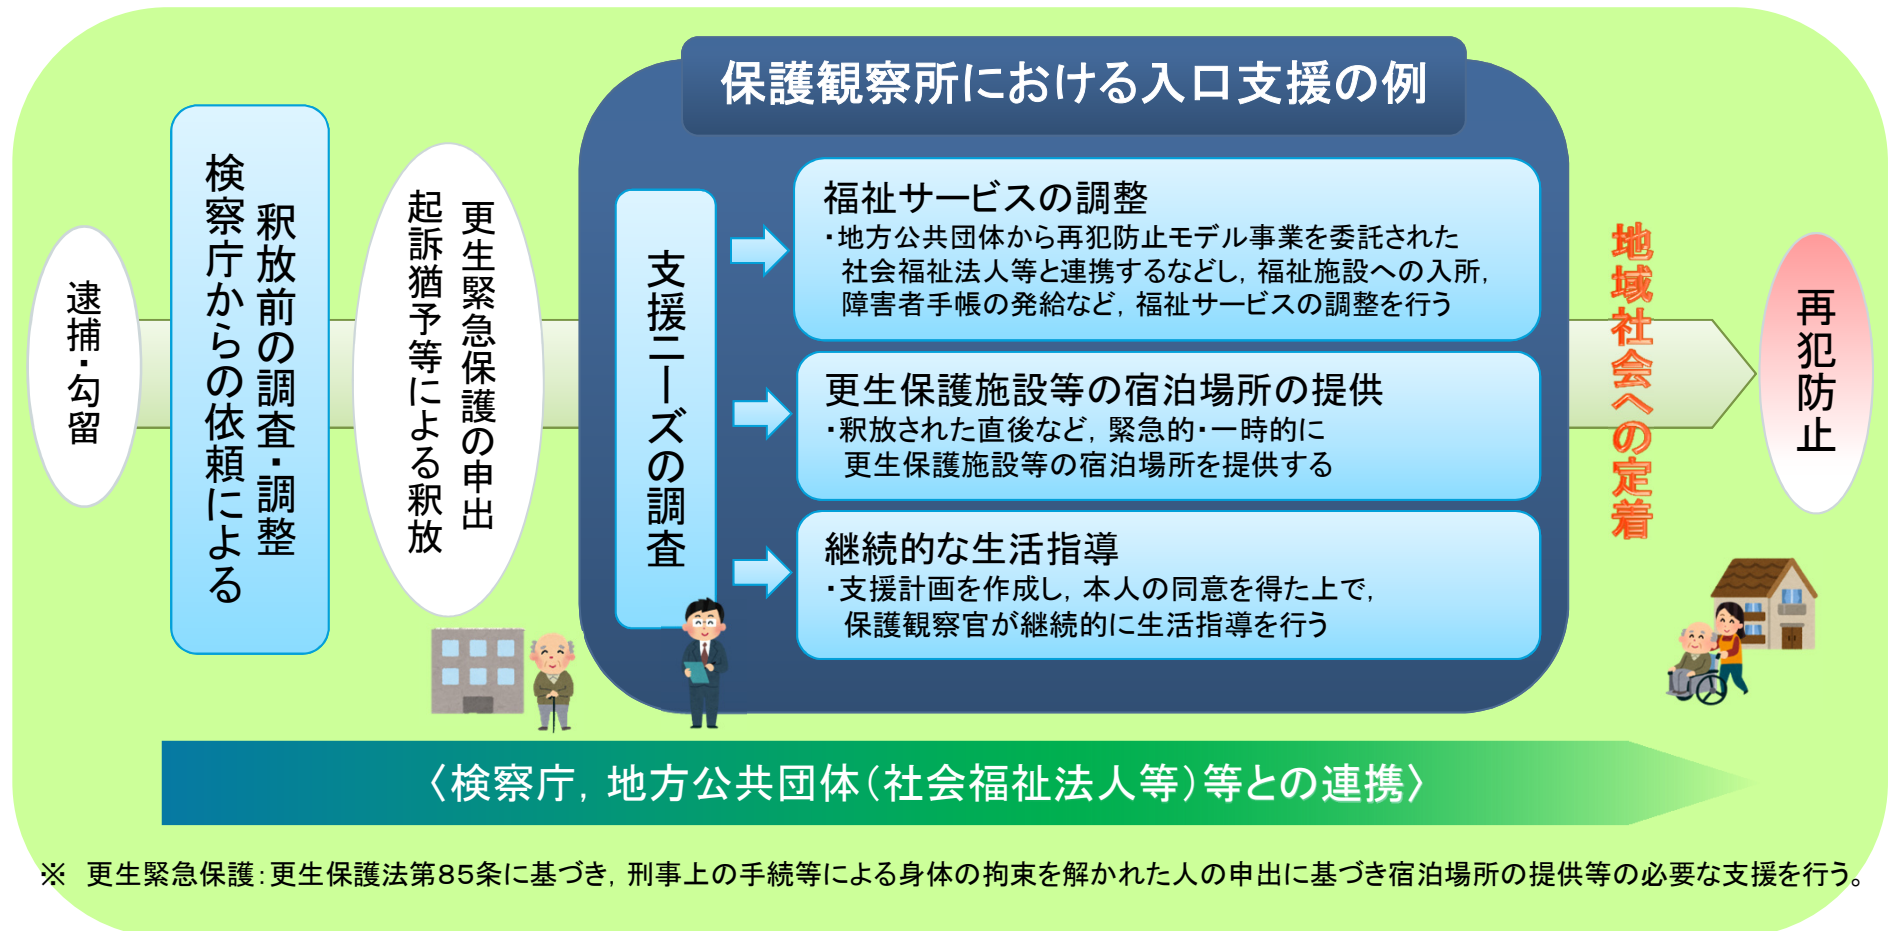 保護観察所における入口支援の例
逮捕・勾留
検察庁からの依頼による
釈放前の調査・調整
更生緊急保護の申出
起訴猶予等による釈放
支援ニーズの調査
福祉サービスの調整
・地方公共団体から再犯防止モデル事業を委託された
社会福祉法人等と連携するなどし，福祉施設への入所，
障害者手帳の発給など，福祉サービスの調整を行う
更生保護施設等の宿泊場所の提供
・釈放された直後など，緊急的・一時的に
更生保護施設等の宿泊場所を提供する
継続的な生活指導
・支援計画を作成し，本人の同意を得た上で，
保護観察官が継続的に生活指導を行う
地域社会への定着
再犯防止
〈検察庁，地方公共団体（社会福祉法人等）等との連携〉
※　更生緊急保護：更生保護法第８５条に基づき，刑事上の手続等による身体の拘束を解かれた人の申出に基づき宿泊場所の提供等の必要な支援を行う。